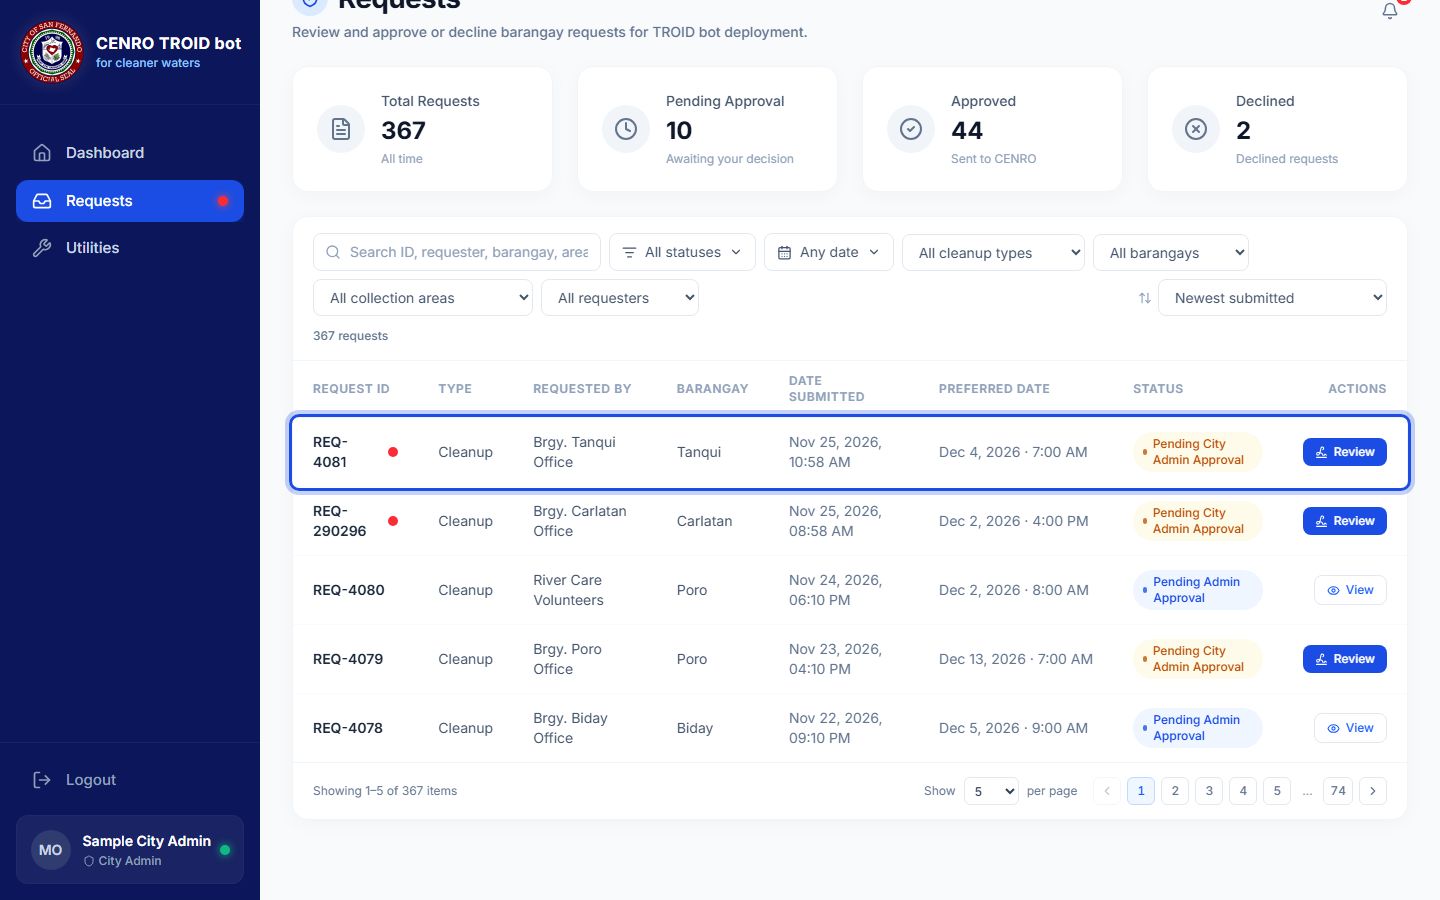 CITY OF SAN FERNANDO
OFFICIAL SEAL
CENRO TROID bot
for cleaner waters
Dashboard
Requests
Utilities
Logout
MO
Sample City Admin
City Admin
Requests
Review and approve or decline barangay requests for TROID bot deployment.
Total Requests
367
All time
Pending Approval
10
Awaiting your decision
Approved
44
Sent to CENRO
Declined
2
Declined requests
Search ID, requester, barangay, area
All statuses
Any date
All cleanup types
All barangays
All collection areas
All requesters
Newest submitted
367 requests
REQUEST ID TYPE REQUESTED BY BARANGAY DATE SUBMITTED PREFERRED DATE STATUS ACTIONS
REQ-4081 Cleanup Brgy. Tanqui Office Tanqui Nov 25, 2026, 10:58 AM Dec 4, 2026 · 7:00 AM Pending City Admin Approval Review
REQ-290296 Cleanup Brgy. Carlatan Office Carlatan Nov 25, 2026, 08:58 AM Dec 2, 2026 · 4:00 PM Pending City Admin Approval Review
REQ-4080 Cleanup River Care Volunteers Poro Nov 24, 2026, 06:10 PM Dec 2, 2026 · 8:00 AM Pending Admin Approval View
REQ-4079 Cleanup Brgy. Poro Office Poro Nov 23, 2026, 04:10 PM Dec 13, 2026 · 7:00 AM Pending City Admin Approval Review
REQ-4078 Cleanup Brgy. Biday Office Biday Nov 22, 2026, 09:10 PM Dec 5, 2026 · 9:00 AM Pending Admin Approval View
Showing 1–5 of 367 items
Show 5 per page
1 2 3 4 5 ... 74